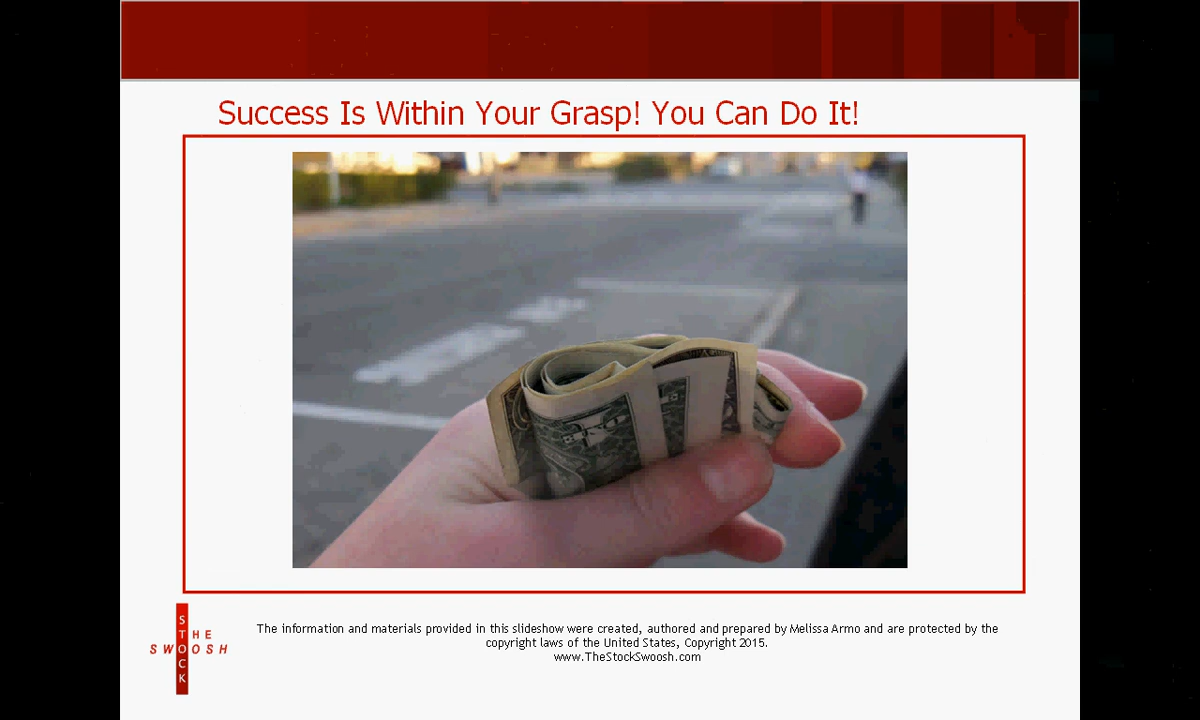 Success Is Within Your Grasp! You Can Do It!
THE
STOCK
SWOOSH
The information and materials provided in this slideshow were created, authored and prepared by Melissa Armo and are protected by the
copyright laws of the United States, Copyright 2015.
www.TheStockSwoosh.com